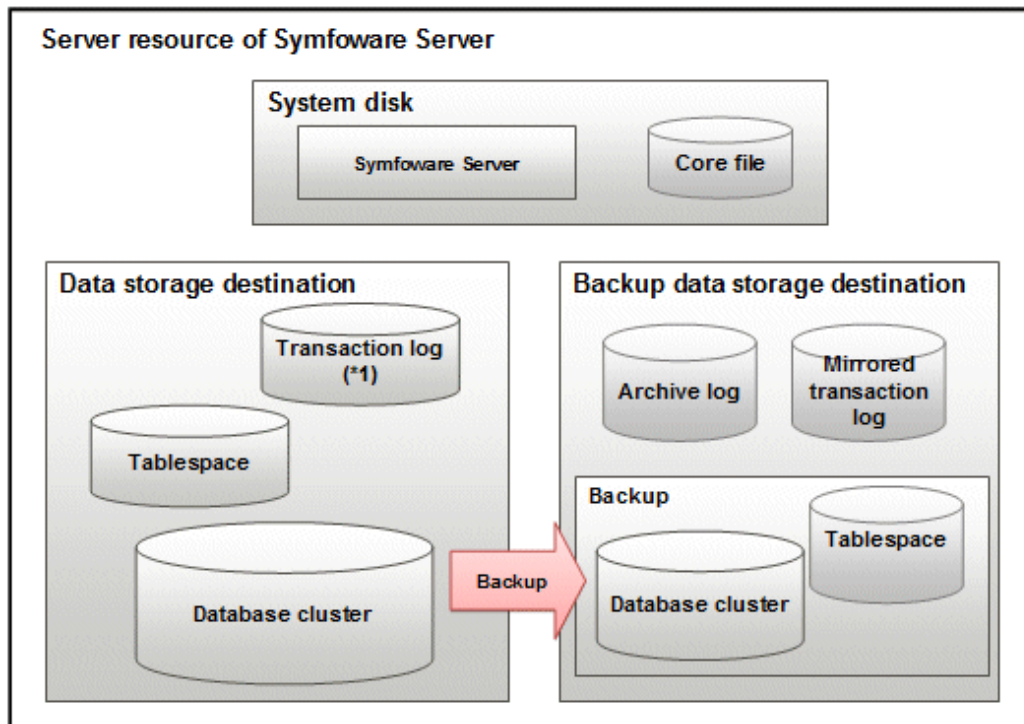 Server resource of Symfoware Server
System disk
Symfoware Server
Core file
Data storage destination
Transaction log
(*1)
Tablespace
Database cluster
Backup
Backup data storage destination
Archive log
Mirrored
transaction
log
Backup
Tablespace
Database cluster